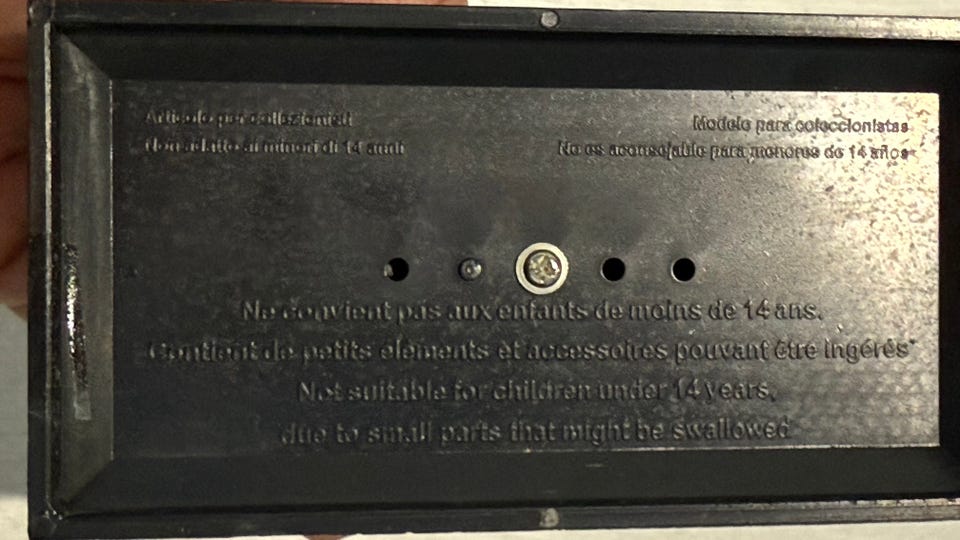 Articolo per collezionisti
Non adatto ai minori di 14 anni
Modelo para coleccionistas
No es aconsejable para menores de 14 años
Ne convient pas aux enfants de moins de 14 ans.
Contient de petits éléments et accessoires pouvant être ingérés"
Not suitable for children under 14 years,
due to small parts that might be swallowed